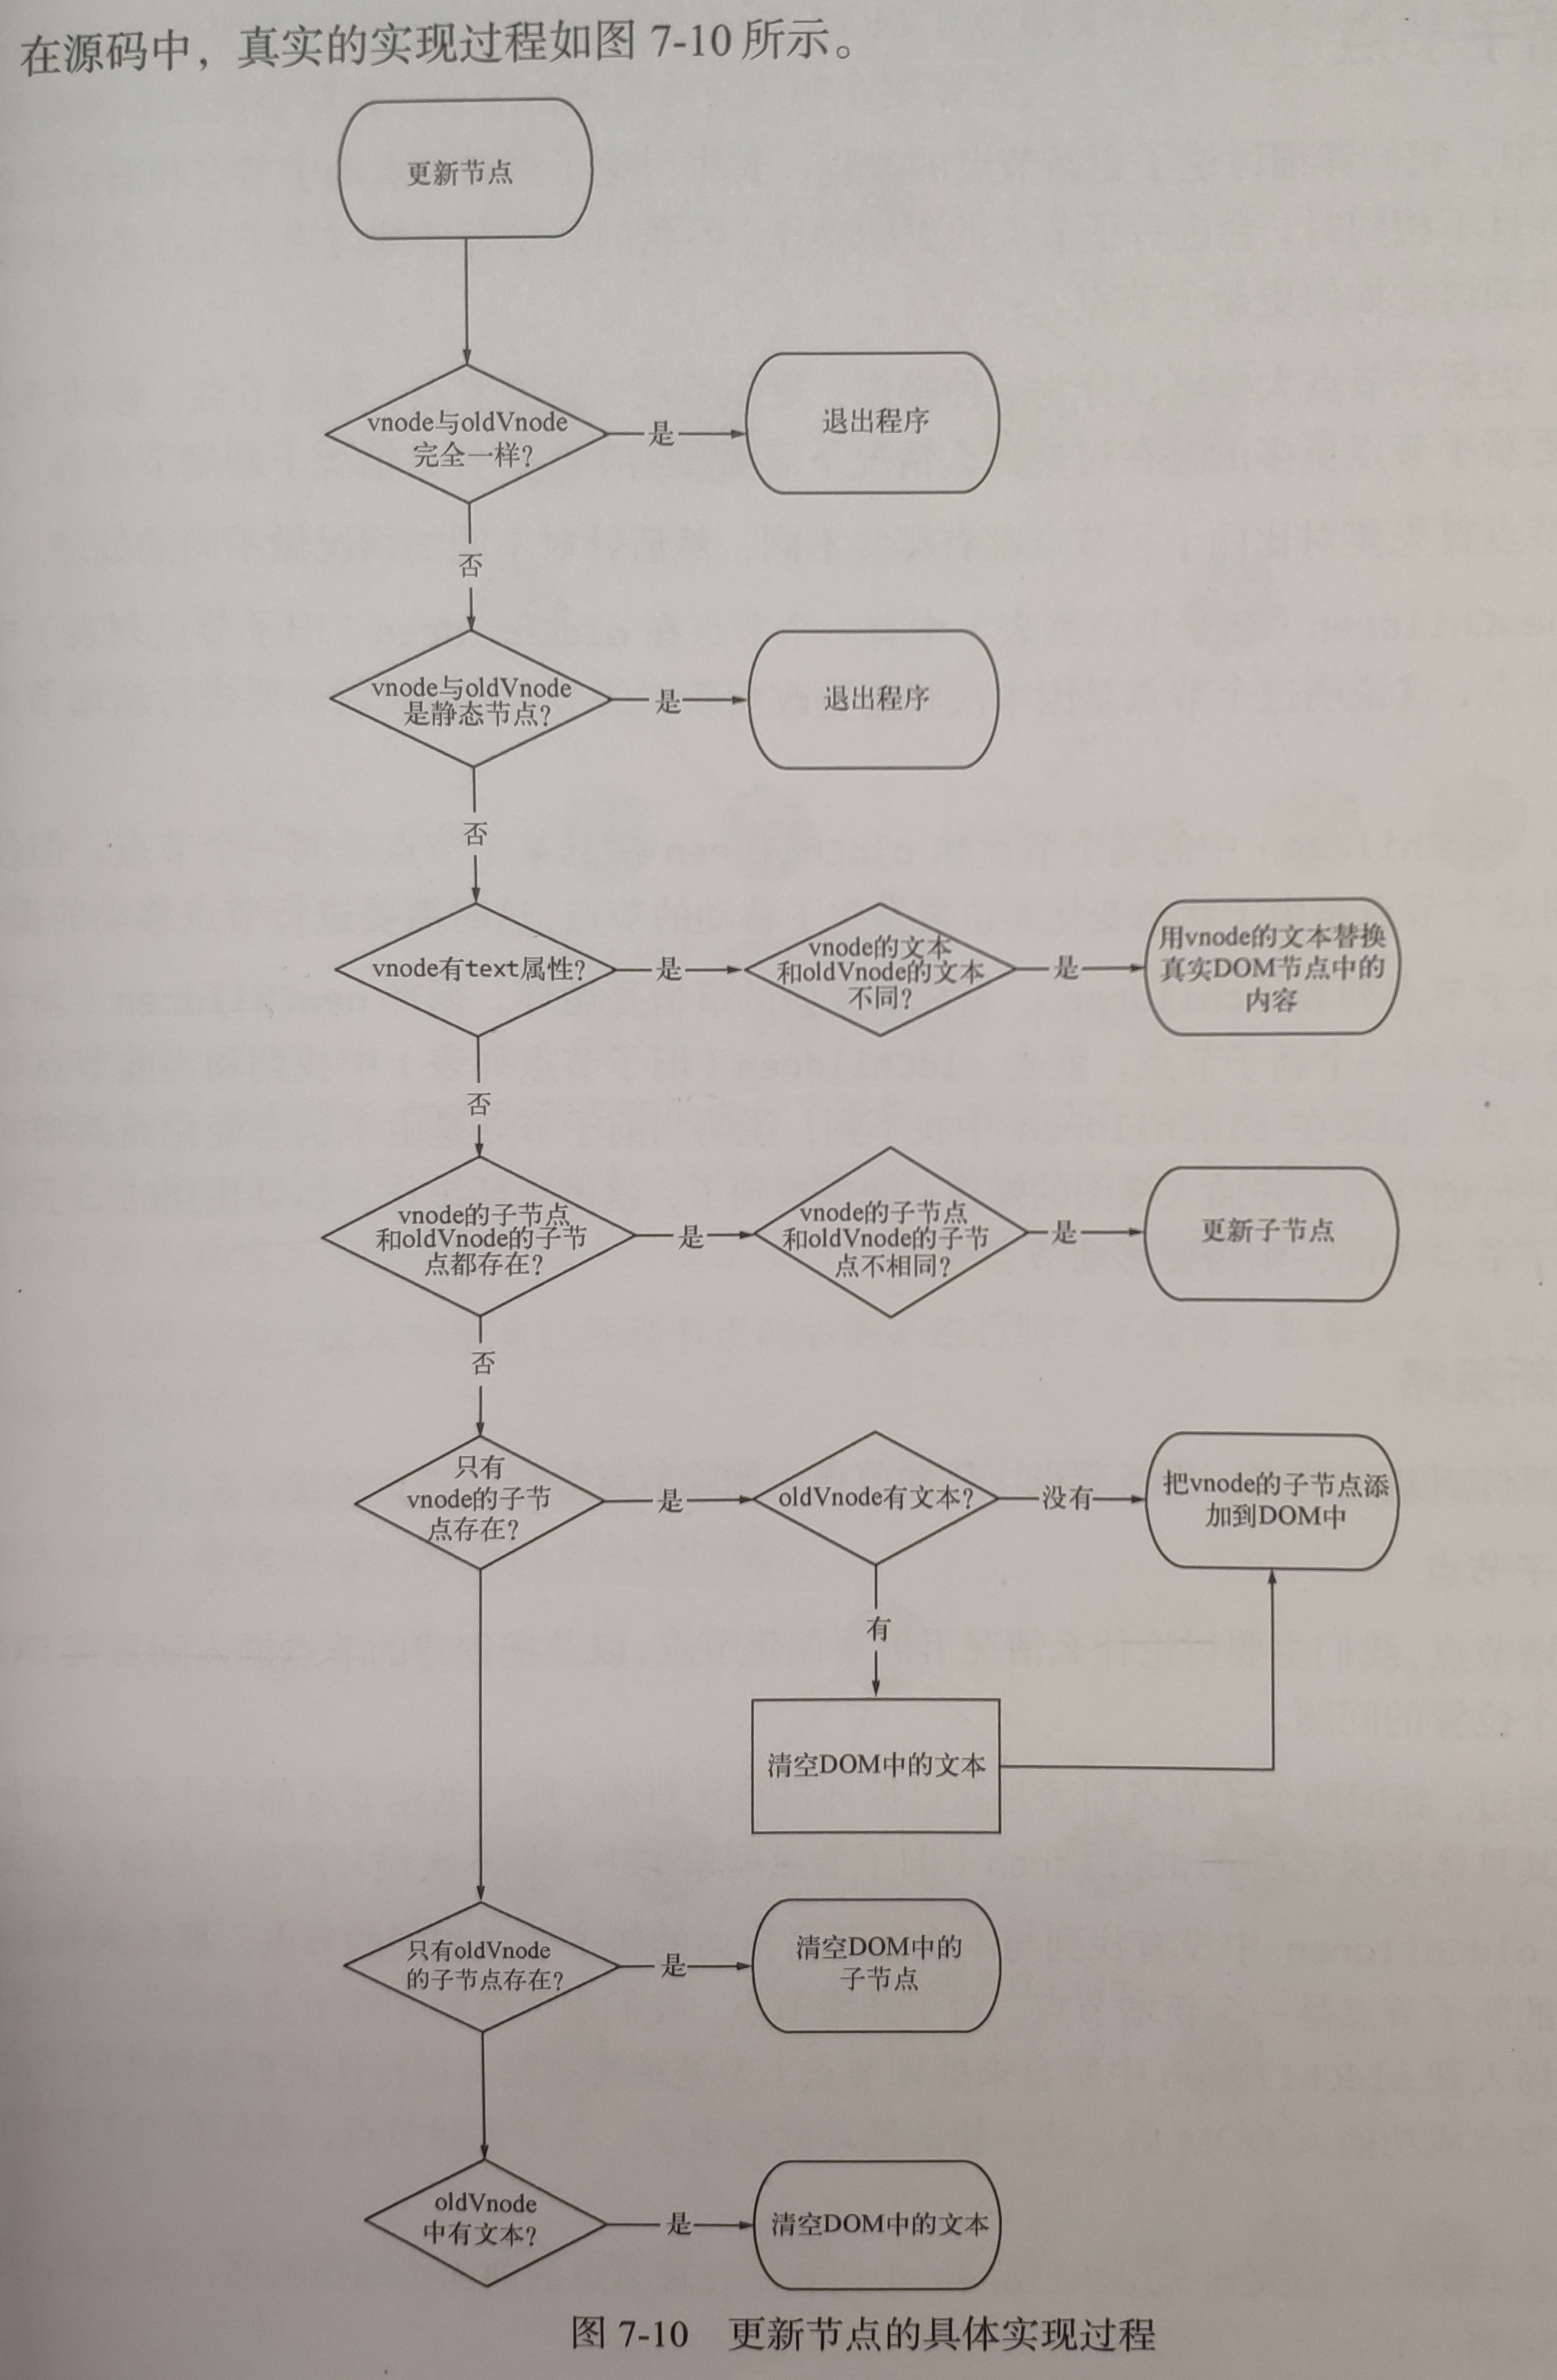 在源码中，真实的实现过程如图 7-10 所示。
更新节点
vnode与oldVnode
完全一样？
是
退出程序
否
vnode与oldVnode
是静态节点？
是
退出程序
否
vnode有text属性？
是
vnode的文本
和oldVnode的文本
不同？
是
用vnode的文本替换
真实DOM节点中的
内容
否
vnode的子节点
和oldVnode的子节
点都存在？
是
vnode的子节点
和oldVnode的子节
点不相同？
是
更新子节点
否
只有
vnode的子节
点存在？
是
oldVnode有文本？
没有
把vnode的子节点添
加到DOM中
有
清空DOM中的文本
只有oldVnode
的子节点存在？
是
清空DOM中的
子节点
oldVnode
中有文本？
是
清空DOM中的文本
图 7-10　更新节点的具体实现过程